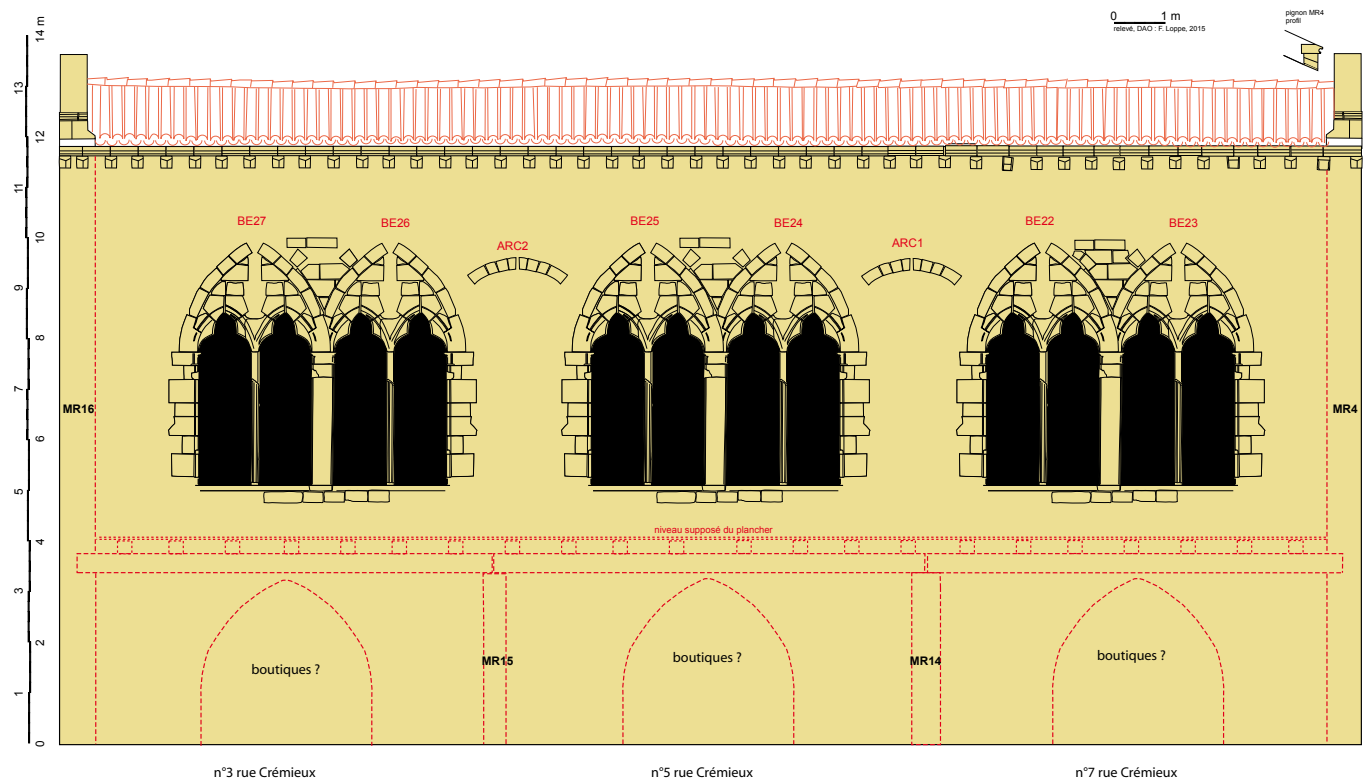 0 1 m
relevé, DAO : F. Loppe, 2015
pignon MR4
profil
14 m
13
12
11
10
9
8
7
6
5
4
3
2
1
0
BE27
BE26
ARC2
BE25
BE24
ARC1
BE22
BE23
MR16
MR4
niveau supposé du plancher
boutiques ?
MR15
boutiques ?
MR14
boutiques ?
n°3 rue Crémieux
n°5 rue Crémieux
n°7 rue Crémieux